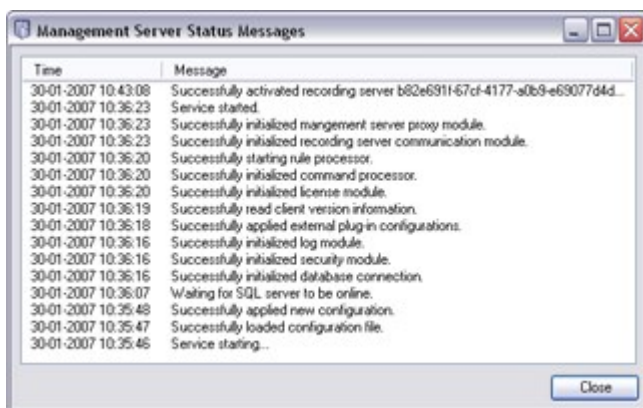 Management Server Status Messages
Time Message
30-01-2007 10:43:08 Successfully activated recording server b82e691f-67cf-4177-a0b9-e69077d4d...
30-01-2007 10:36:23 Service started.
30-01-2007 10:36:23 Successfully initialized mangement server proxy module.
30-01-2007 10:36:23 Successfully initialized recording server communication module.
30-01-2007 10:36:20 Successfully starting rule processor.
30-01-2007 10:36:20 Successfully initialized command processor.
30-01-2007 10:36:20 Successfully initialized license module.
30-01-2007 10:36:19 Successfully read client version information.
30-01-2007 10:36:18 Successfully applied external plug-in configurations.
30-01-2007 10:36:16 Successfully initialized log module.
30-01-2007 10:36:16 Successfully initialized security module.
30-01-2007 10:36:16 Successfully initialized database connection.
30-01-2007 10:36:07 Waiting for SQL server to be online.
30-01-2007 10:35:48 Successfully applied new configuration.
30-01-2007 10:35:47 Successfully loaded configuration file.
30-01-2007 10:35:46 Service starting...
Close